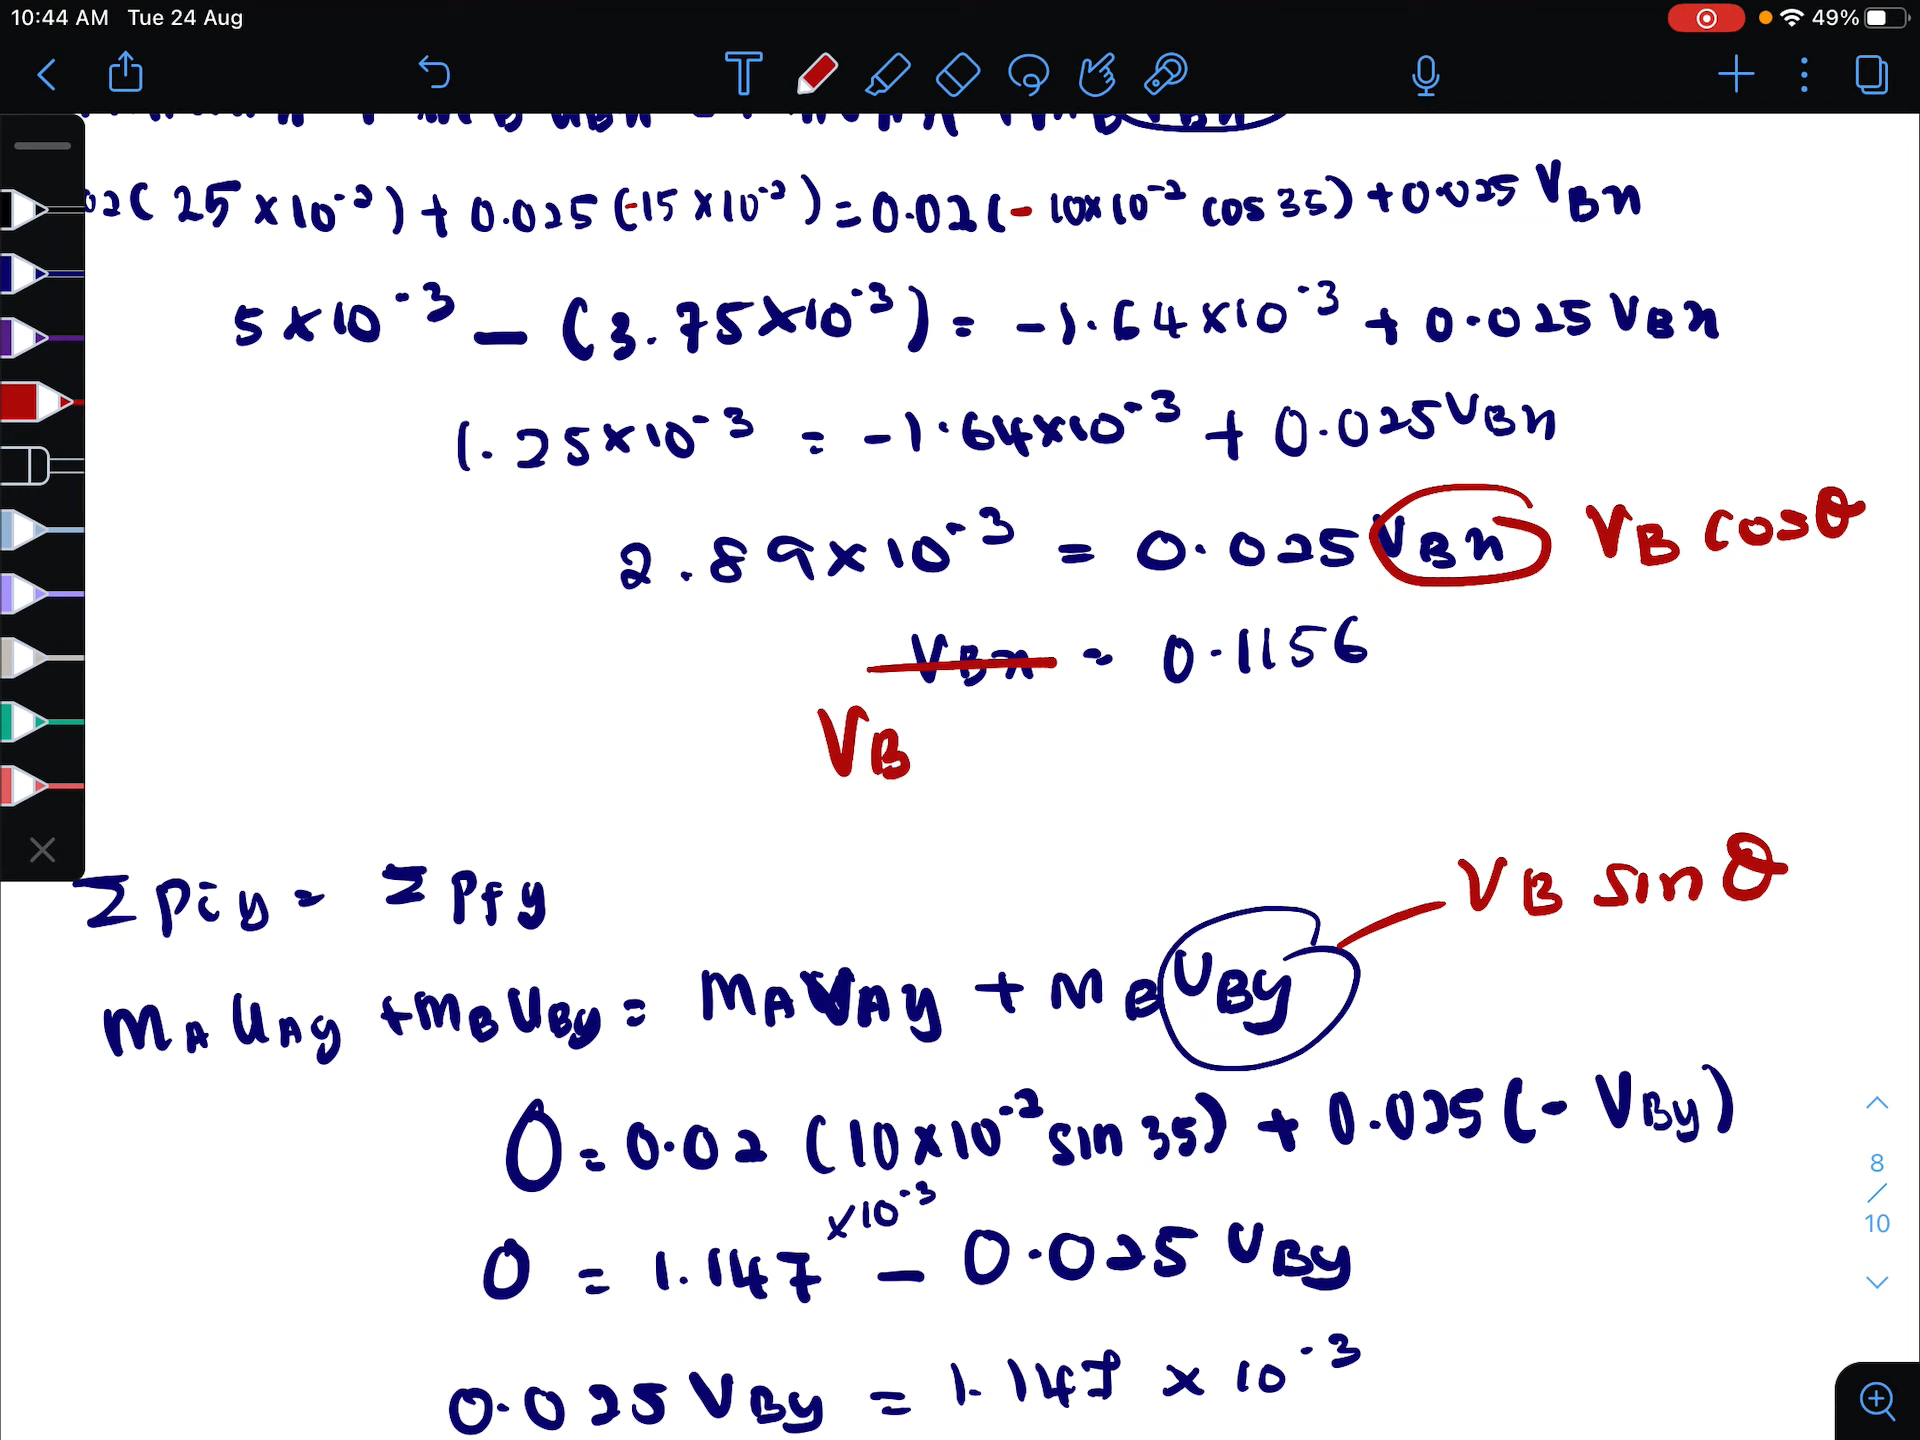 10:44 AM Tue 24 Aug
49%
02( 25 × 10⁻²) + 0.025 (-15 × 10⁻²) = 0.02 (- 10×10⁻² cos 35) + 0.025 VBx
5 × 10⁻³ - (3.75×10⁻³) = -1.64 ×10⁻³ + 0.025 VBx
1.25×10⁻³ = -1.64×10⁻³ + 0.025 VBx
2.89×10⁻³ = 0.025 VBx VB cosθ
VBx = 0.1156
VB
ΣPiy = ΣPfy
VB sin θ
mA UAy + mB UBy = mA VAy + mB UBy
0 = 0.02 (10×10⁻² sin 35) + 0.025 (- VBy)
0 = 1.147 ×10⁻³ - 0.025 UBy
0.025 VBy = 1.147 × 10⁻³
8
/
10